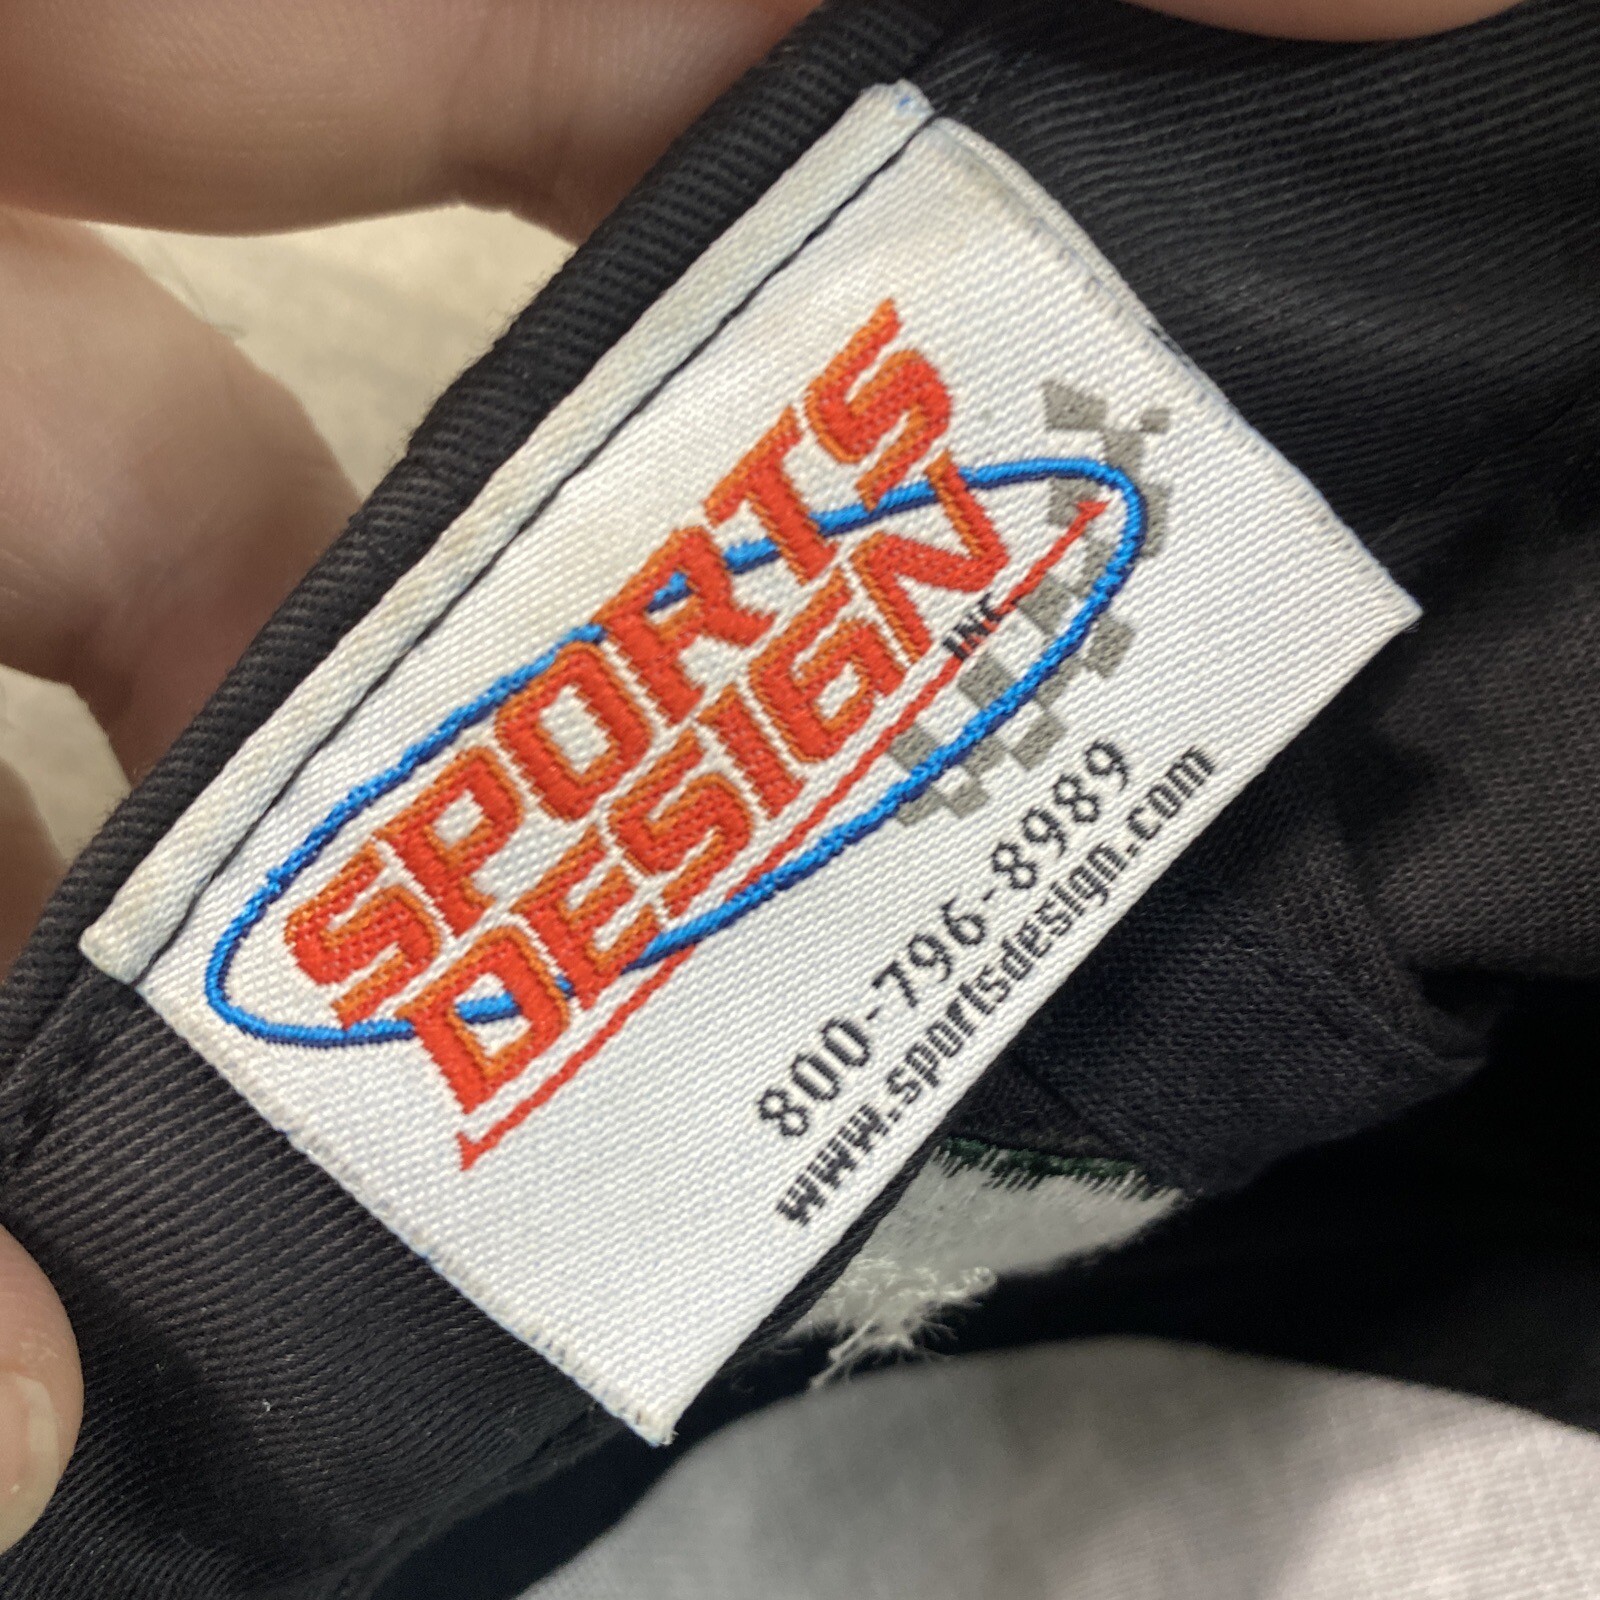 SPORTS
DESIGN
INC
800-796-8989
www.sportsdesign.com